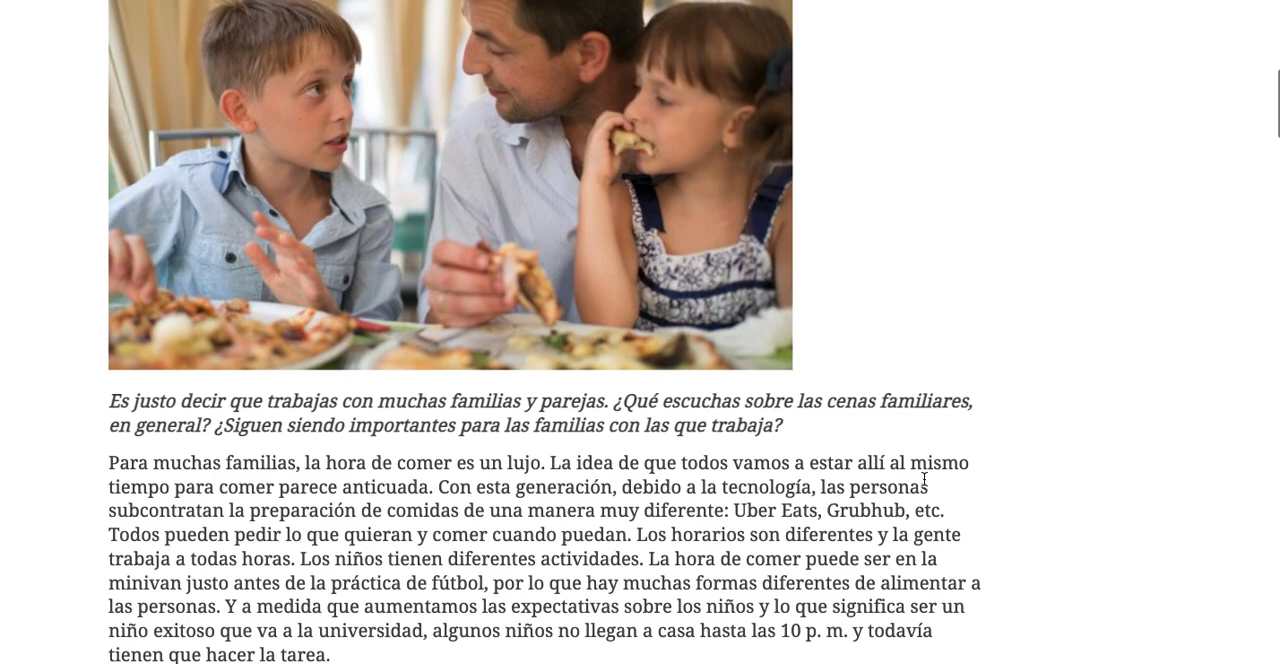 Es justo decir que trabajas con muchas familias y parejas. ¿Qué escuchas sobre las cenas familiares,
en general? ¿Siguen siendo importantes para las familias con las que trabaja?
Para muchas familias, la hora de comer es un lujo. La idea de que todos vamos a estar allí al mismo
tiempo para comer parece anticuada. Con esta generación, debido a la tecnología, las personas
subcontratan la preparación de comidas de una manera muy diferente: Uber Eats, Grubhub, etc.
Todos pueden pedir lo que quieran y comer cuando puedan. Los horarios son diferentes y la gente
trabaja a todas horas. Los niños tienen diferentes actividades. La hora de comer puede ser en la
minivan justo antes de la práctica de fútbol, por lo que hay muchas formas diferentes de alimentar a
las personas. Y a medida que aumentamos las expectativas sobre los niños y lo que significa ser un
niño exitoso que va a la universidad, algunos niños no llegan a casa hasta las 10 p. m. y todavía
tienen que hacer la tarea.